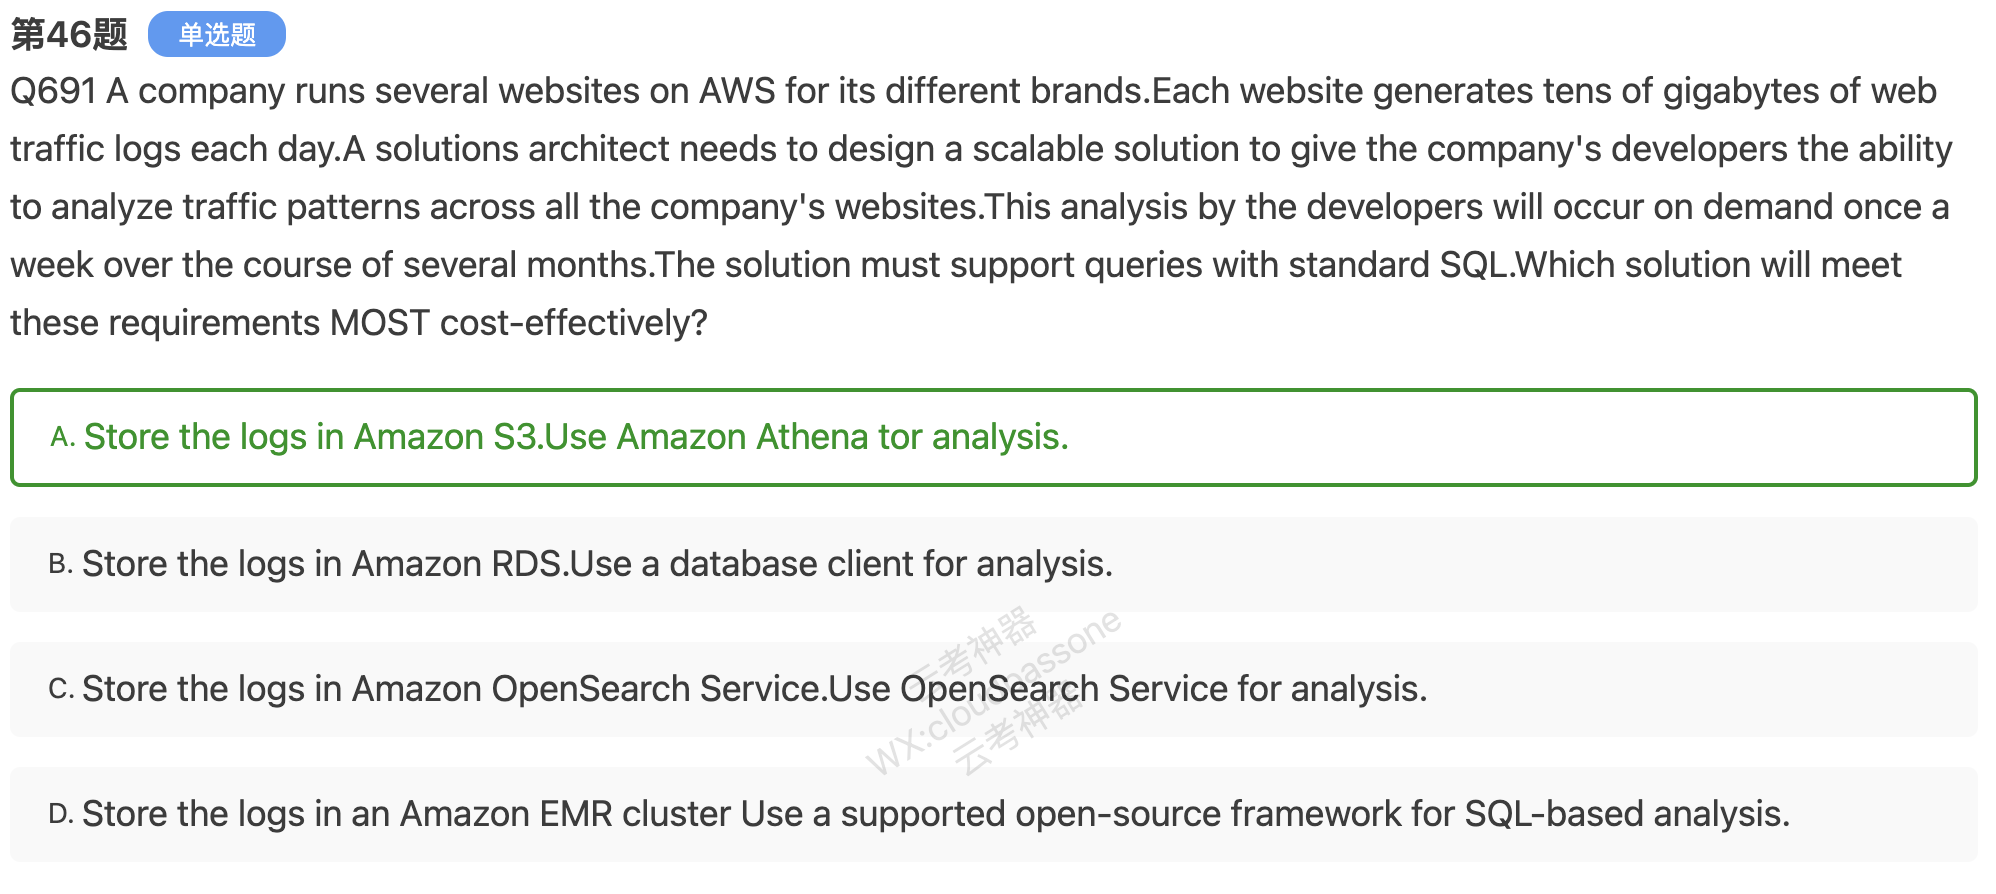 第46题 单选题
Q691 A company runs several websites on AWS for its different brands.Each website generates tens of gigabytes of web
traffic logs each day.A solutions architect needs to design a scalable solution to give the company's developers the ability
to analyze traffic patterns across all the company's websites.This analysis by the developers will occur on demand once a
week over the course of several months.The solution must support queries with standard SQL.Which solution will meet
these requirements MOST cost-effectively?
A. Store the logs in Amazon S3.Use Amazon Athena tor analysis.
B. Store the logs in Amazon RDS.Use a database client for analysis.
C. Store the logs in Amazon OpenSearch Service.Use OpenSearch Service for analysis.
D. Store the logs in an Amazon EMR cluster Use a supported open-source framework for SQL-based analysis.
云考神器
WX:cloudpassone
云考神器